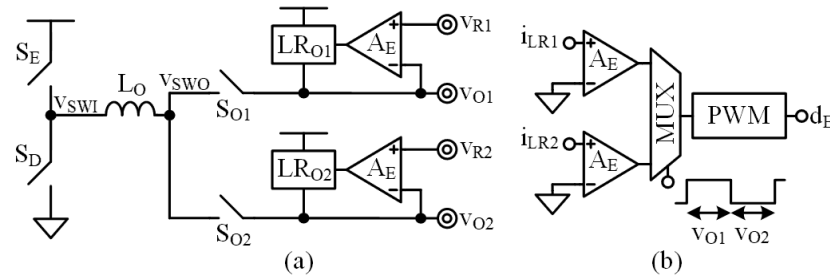 S_E
S_D
v_SWI
L_O
v_SWO
S_O1
S_O2
LR_O1
A_E
v_R1
v_O1
LR_O2
A_E
v_R2
v_O2
(a)
i_LR1
A_E
i_LR2
A_E
MUX
PWM
d_E
v_O1 v_O2
(b)